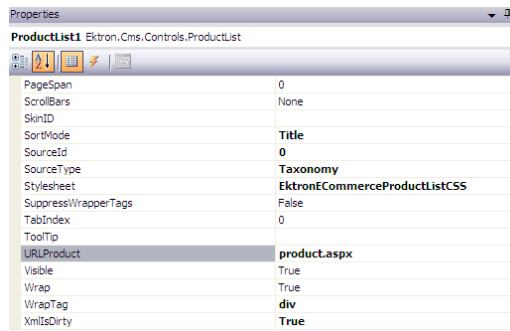 Properties
ProductList1 Ektron.Cms.Controls.ProductList
PageSpan 0
ScrollBars None
SkinID
SortMode Title
SourceId 0
SourceType Taxonomy
Stylesheet EktronECommerceProductListCSS
SuppressWrapperTags False
TabIndex 0
ToolTip
URLProduct product.aspx
Visible True
Wrap True
WrapTag div
XmlIsDirty True